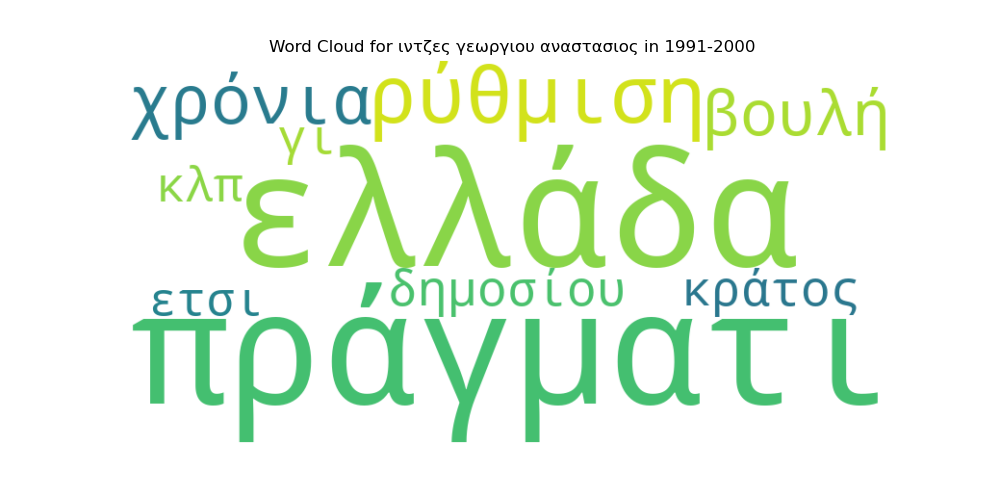 Word Cloud for ιντζες γεωργιου αναστασιος in 1991-2000
χρόνια ρύθμιση βουλή
γι
κλπ ελλάδα
ετσι δημοσίου κράτος
πράγματι